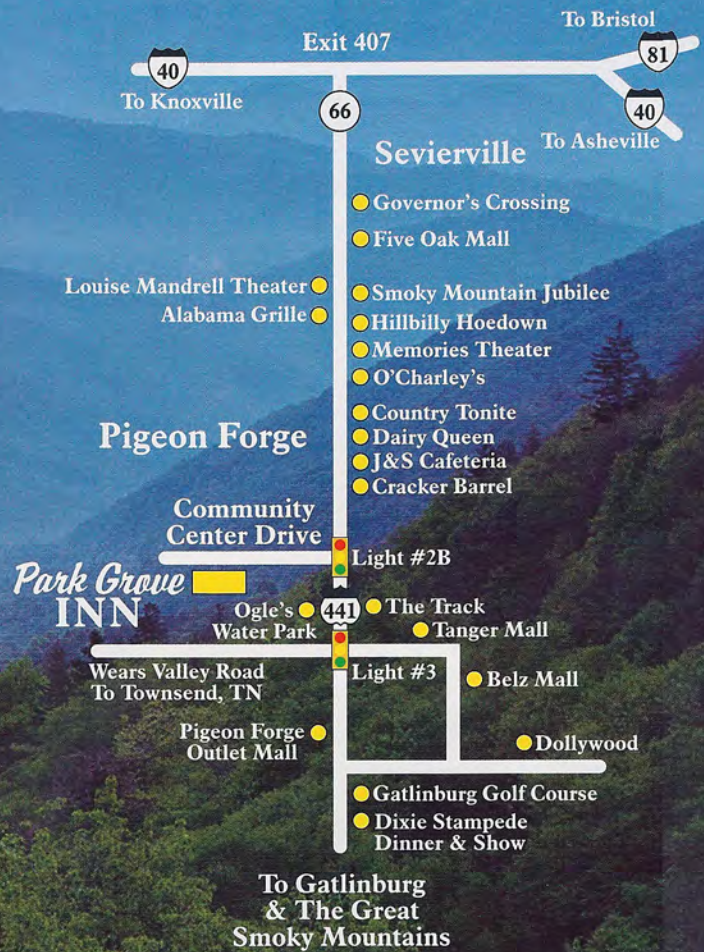 To Bristol
Exit 407
81
40
To Knoxville
40
66
To Asheville
Sevierville
Governor's Crossing
Five Oak Mall
Louise Mandrell Theater
Smoky Mountain Jubilee
Alabama Grille
Hillbilly Hoedown
Memories Theater
O'Charley's
Country Tonite
Pigeon Forge
Dairy Queen
J&S Cafeteria
Cracker Barrel
Community
Center Drive
Light #2B
Park Grove
INN
Ogle's
Water Park
441
The Track
Tanger Mall
Wears Valley Road
To Townsend, TN
Light #3
Belz Mall
Pigeon Forge
Outlet Mall
Dollywood
Gatlinburg Golf Course
Dixie Stampede
Dinner & Show
To Gatlinburg
& The Great
Smoky Mountains